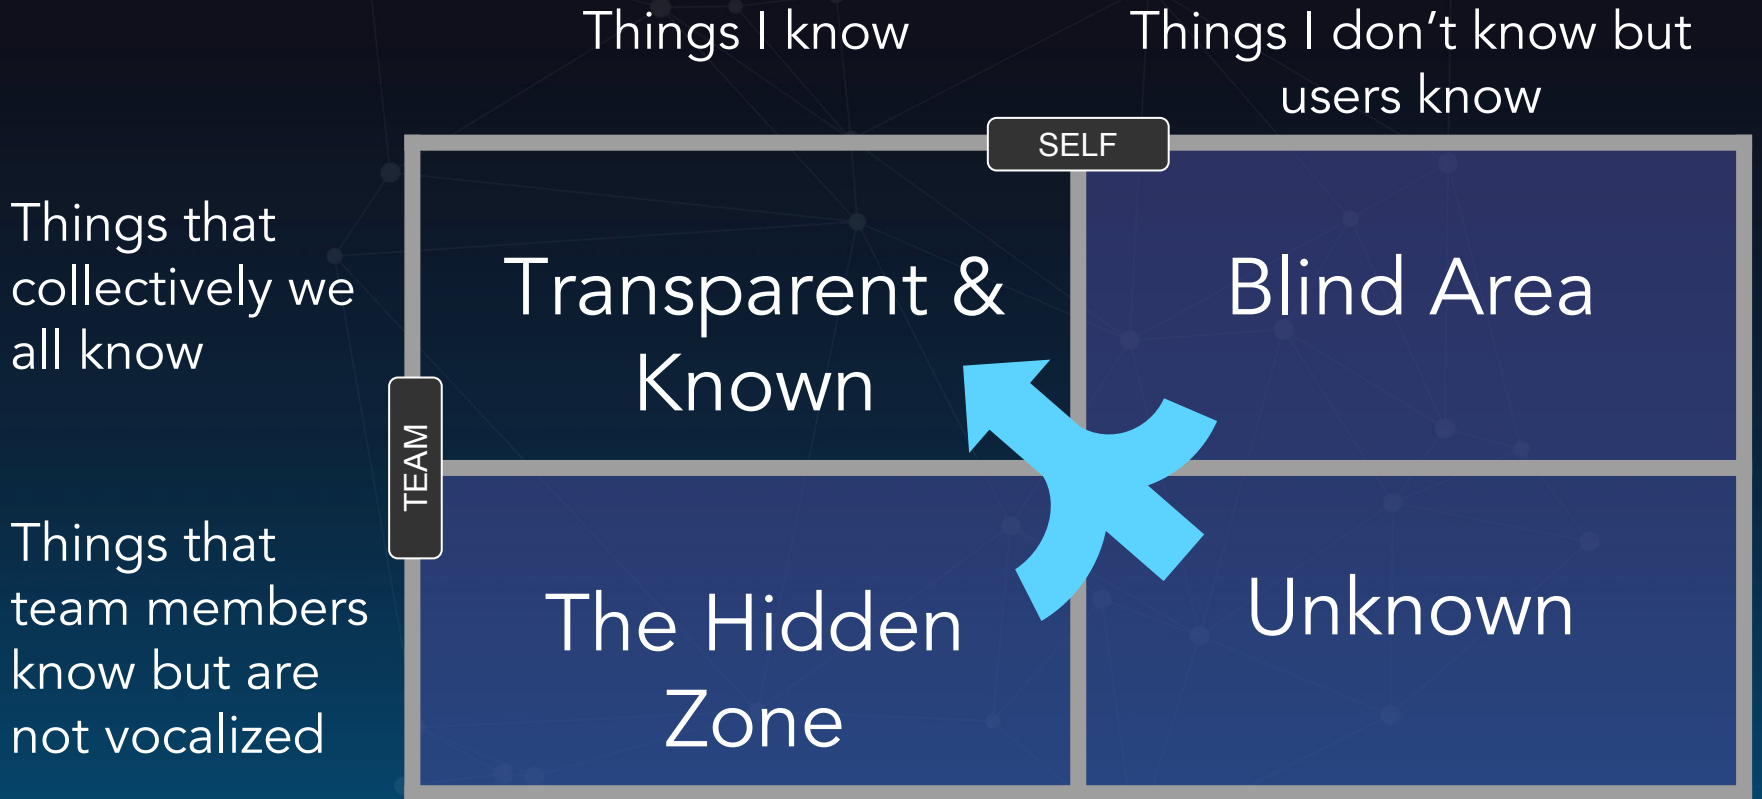 Things I know
Things I don’t know but
users know
SELF
Things that
collectively we
all know
Transparent &
Known
Blind Area
TEAM
Things that
team members
know but are
not vocalized
The Hidden
Zone
Unknown